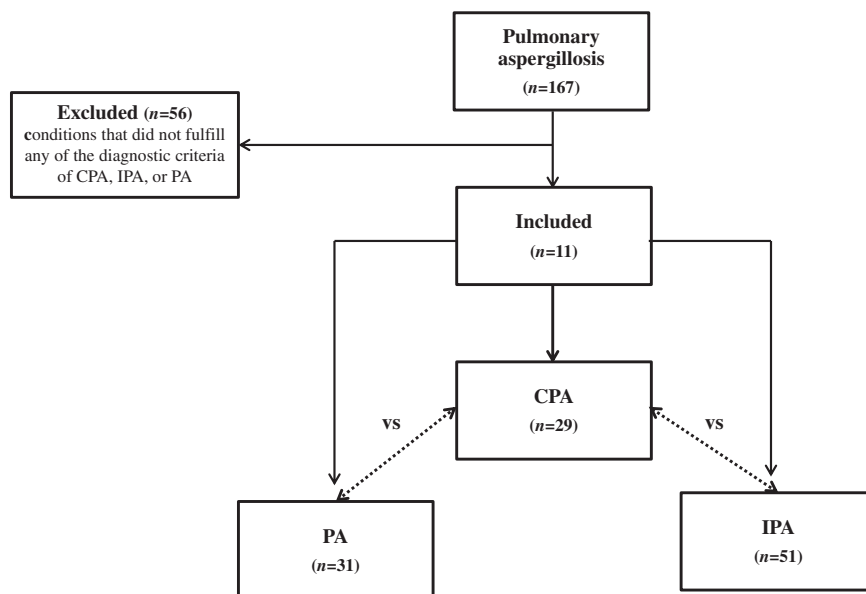 Pulmonary
aspergillosis
(n=167)
Excluded (n=56)
conditions that did not fulfill
any of the diagnostic criteria
of CPA, IPA, or PA
Included
(n=11)
CPA
(n=29)
vs
vs
PA
(n=31)
IPA
(n=51)